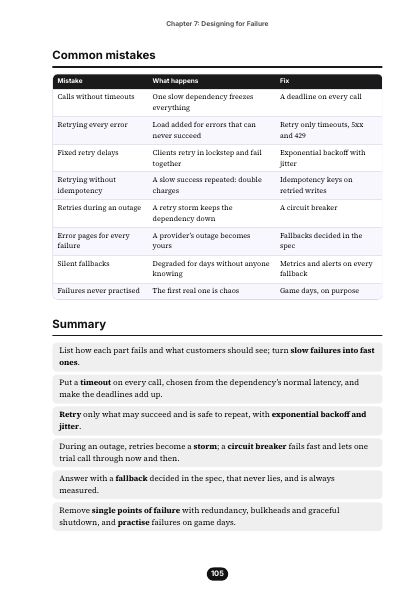 Chapter 7: Designing for Failure
Common mistakes
Mistake What happens Fix
Calls without timeouts One slow dependency freezes everything A deadline on every call
Retrying every error Load added for errors that can never succeed Retry only timeouts, 5xx and 429
Fixed retry delays Clients retry in lockstep and fail together Exponential backoff with jitter
Retrying without idempotency A slow success repeated: double charges Idempotency keys on retried writes
Retries during an outage A retry storm keeps the dependency down A circuit breaker
Error pages for every failure A provider’s outage becomes yours Fallbacks decided in the spec
Silent fallbacks Degraded for days without anyone knowing Metrics and alerts on every fallback
Failures never practised The first real one is chaos Game days, on purpose
Summary
List how each part fails and what customers should see; turn slow failures into fast
ones.
Put a timeout on every call, chosen from the dependency’s normal latency, and
make the deadlines add up.
Retry only what may succeed and is safe to repeat, with exponential backoff and
jitter.
During an outage, retries become a storm; a circuit breaker fails fast and lets one
trial call through now and then.
Answer with a fallback decided in the spec, that never lies, and is always
measured.
Remove single points of failure with redundancy, bulkheads and graceful
shutdown, and practise failures on game days.
105